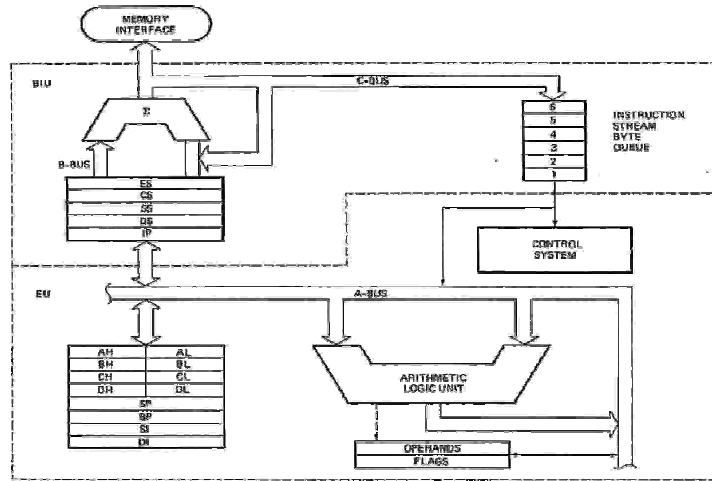 MEMORY
INTERFACE
BIU
C-BUS
Σ
B-BUS
6
5
4
3
2
1
INSTRUCTION
STREAM
BYTE
QUEUE
ES
CS
SS
DS
IP
CONTROL
SYSTEM
EU
A-BUS
AH AL
BH BL
CH CL
DH DL
SP
BP
SI
DI
ARITHMETIC
LOGIC UNIT
OPERANDS
FLAGS